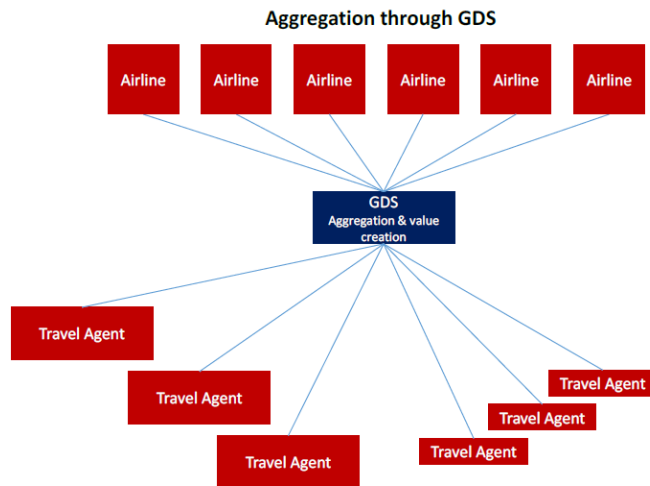 Aggregation through GDS
Airline
Airline
Airline
Airline
Airline
Airline
GDS
Aggregation & value
creation
Travel Agent
Travel Agent
Travel Agent
Travel Agent
Travel Agent
Travel Agent